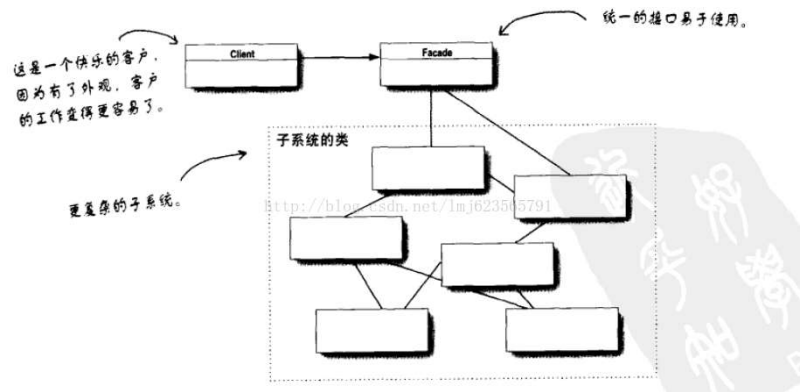 这是一个快乐的客户，
因为有了外观，客户
的工作变得更容易了。
Client
Facade
统一的接口易于使用。
子系统的类
更复杂的子系统。
http://blog.csdn.net/lmj623565791